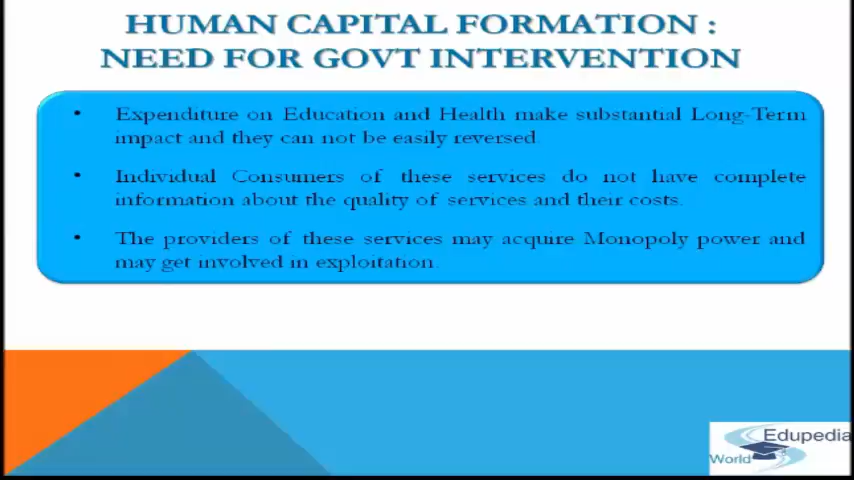 HUMAN CAPITAL FORMATION :
NEED FOR GOVT INTERVENTION
• Expenditure on Education and Health make substantial Long-Term
impact and they can not be easily reversed.
• Individual Consumers of these services do not have complete
information about the quality of services and their costs.
• The providers of these services may acquire Monopoly power and
may get involved in exploitation.
Edupedia
World